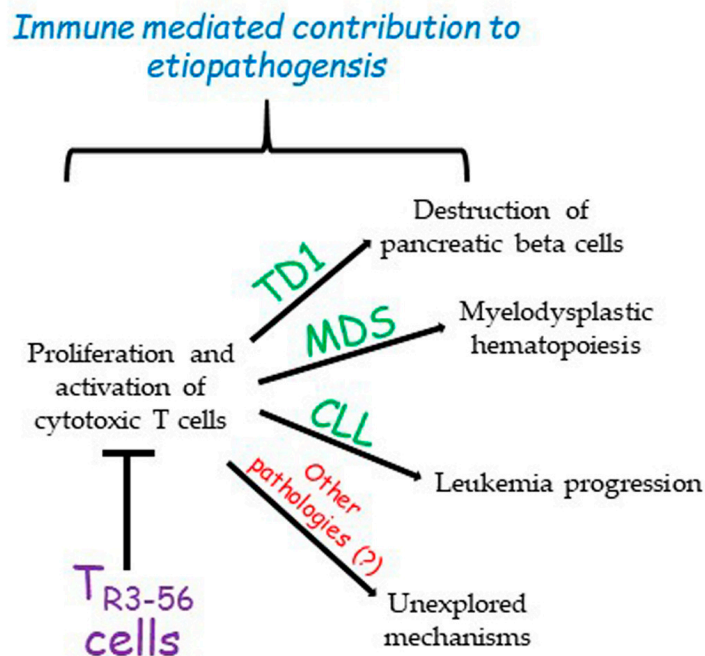 Immune mediated contribution to
etiopathogensis
Destruction of
pancreatic beta cells
TD1
MDS
Myelodysplastic
hematopoiesis
Proliferation and
activation of
cytotoxic T cells
CLL
Leukemia progression
Other
pathologies (?)
Unexplored
mechanisms
TR3-56
cells